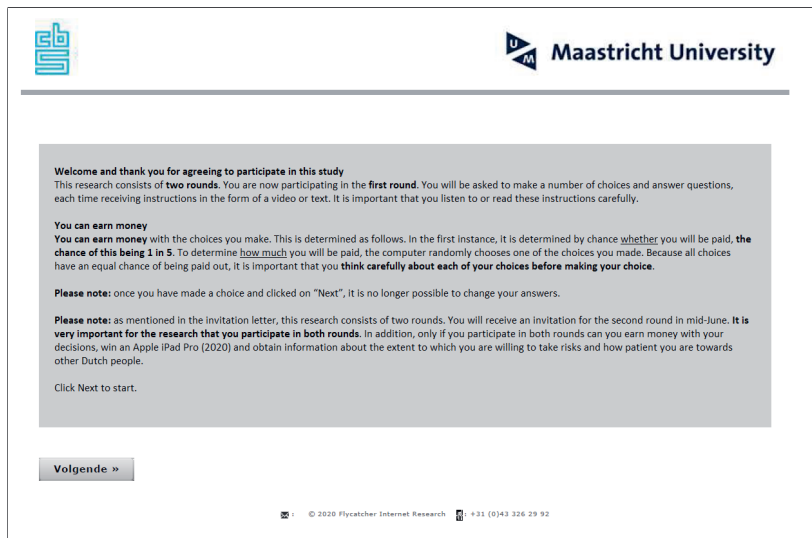 cbs
UM Maastricht University
Welcome and thank you for agreeing to participate in this study
This research consists of two rounds. You are now participating in the first round. You will be asked to make a number of choices and answer questions,
each time receiving instructions in the form of a video or text. It is important that you listen to or read these instructions carefully.
You can earn money
You can earn money with the choices you make. This is determined as follows. In the first instance, it is determined by chance whether you will be paid, the
chance of this being 1 in 5. To determine how much you will be paid, the computer randomly chooses one of the choices you made. Because all choices
have an equal chance of being paid out, it is important that you think carefully about each of your choices before making your choice.
Please note: once you have made a choice and clicked on “Next”, it is no longer possible to change your answers.
Please note: as mentioned in the invitation letter, this research consists of two rounds. You will receive an invitation for the second round in mid-June. It is
very important for the research that you participate in both rounds. In addition, only if you participate in both rounds can you earn money with your
decisions, win an Apple iPad Pro (2020) and obtain information about the extent to which you are willing to take risks and how patient you are towards
other Dutch people.
Click Next to start.
Volgende »
: © 2020 Flycatcher Internet Research : +31 (0)43 326 29 92